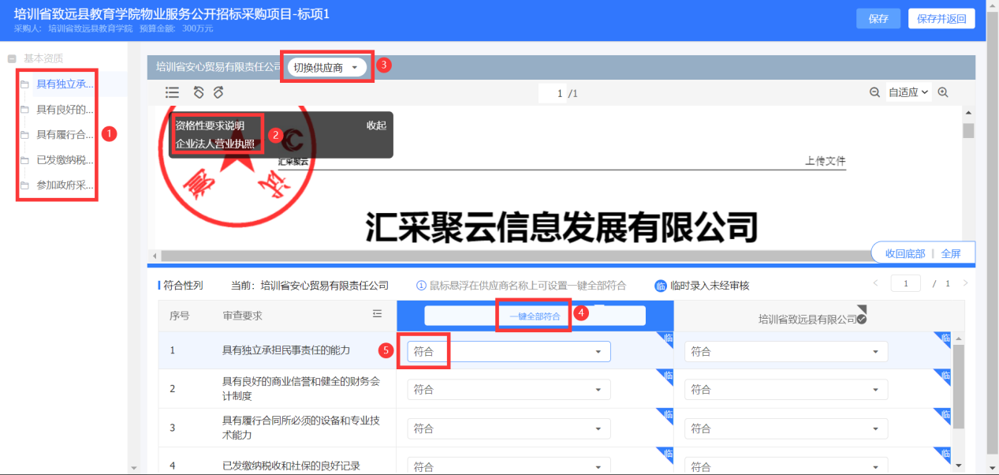 培训省致远县教育学院物业服务公开招标采购项目-标项1
采购人: 培训省致远县教育学院 预算金额: 300万元
保存
保存并返回
基本资质
具有独立承...
具有良好的...
具有履行合...
已发缴纳税...
参加政府采...
1
培训省安心贸易有限责任公司
切换供应商
3
1 /1
自适应
资格性要求说明
收起
企业法人营业执照
2
汇采聚云
上传文件
汇采聚云信息发展有限公司
收回底部 | 全屏
符合性列
当前: 培训省安心贸易有限责任公司
鼠标悬浮在供应商名称上可设置一键全部符合
临 临时录入未经审核
1 / 1
序号
审查要求
一键全部符合
4
培训省致远县有限公司
1
具有独立承担民事责任的能力
5
符合
临
符合
临
2
具有良好的商业信誉和健全的财务会
计制度
符合
临
符合
临
3
具有履行合同所必须的设备和专业技
术能力
符合
临
符合
临
4
已发缴纳税收和社保的良好记录
符合
临
符合
临